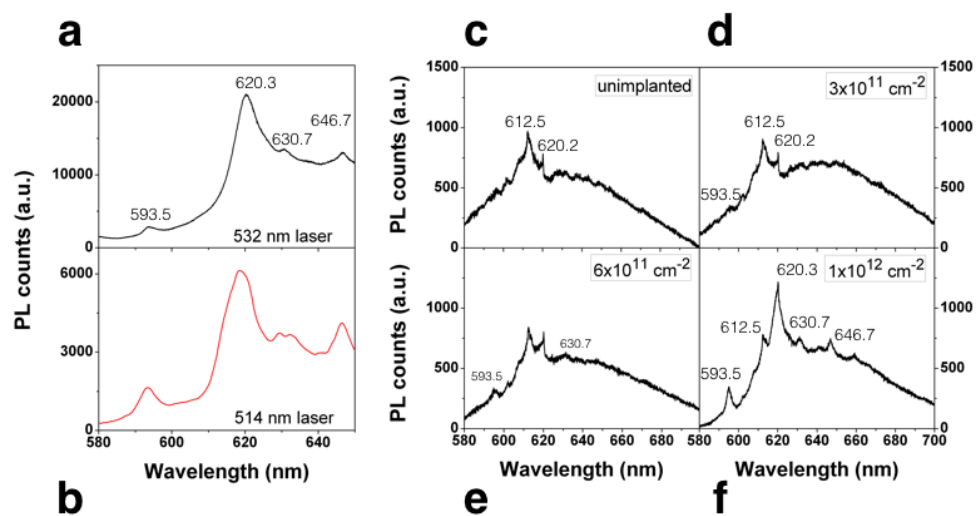 a
c
d
PL counts (a.u.)
20000
10000
0
593.5
620.3
630.7
646.7
532 nm laser
6000
3000
0
514 nm laser
580
600
620
640
Wavelength (nm)
PL counts (a.u.)
1500
1000
500
0
unimplanted
612.5
620.2
3x10¹¹ cm⁻²
612.5
620.2
593.5
1500
1000
500
0
PL counts (a.u.)
1000
500
0
6x10¹¹ cm⁻²
593.5
630.7
1x10¹² cm⁻²
620.3
612.5
630.7
646.7
593.5
1000
500
0
580
600
620
640
660
680
580
600
620
640
660
680
700
Wavelength (nm)
Wavelength (nm)
b
e
f